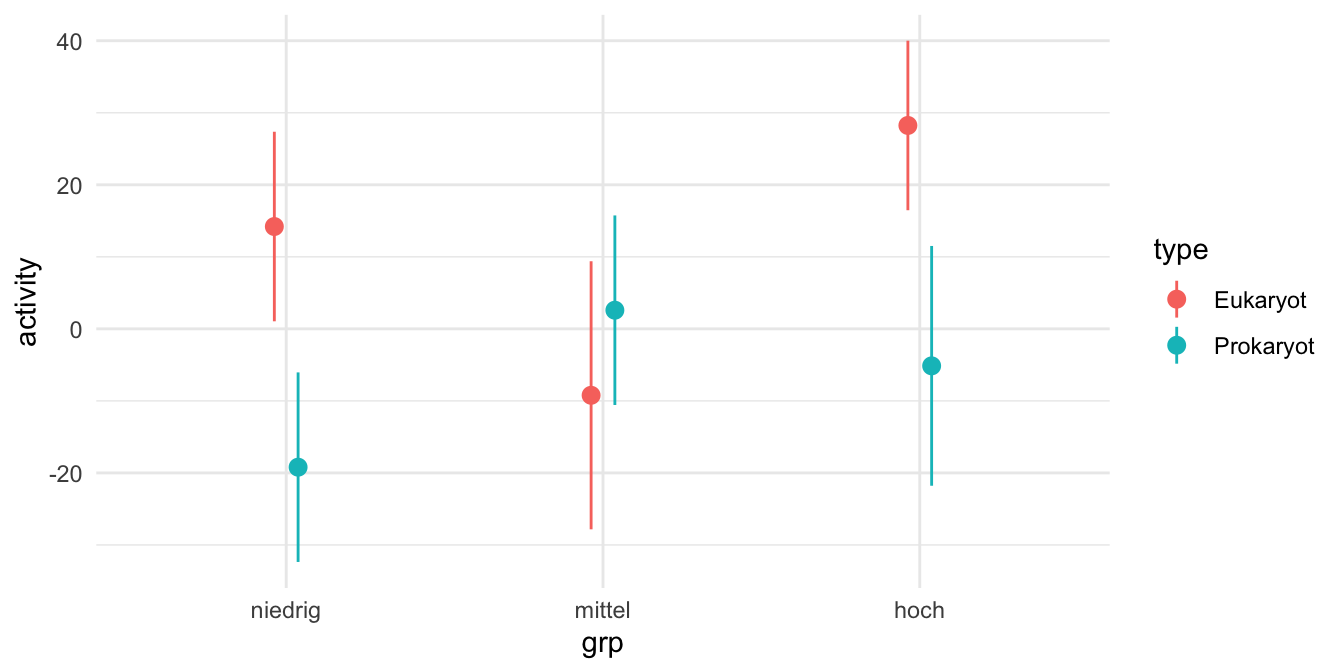 40
20
0
-20
activity
niedrig
mittel
hoch
grp
type
Eukaryot
Prokaryot